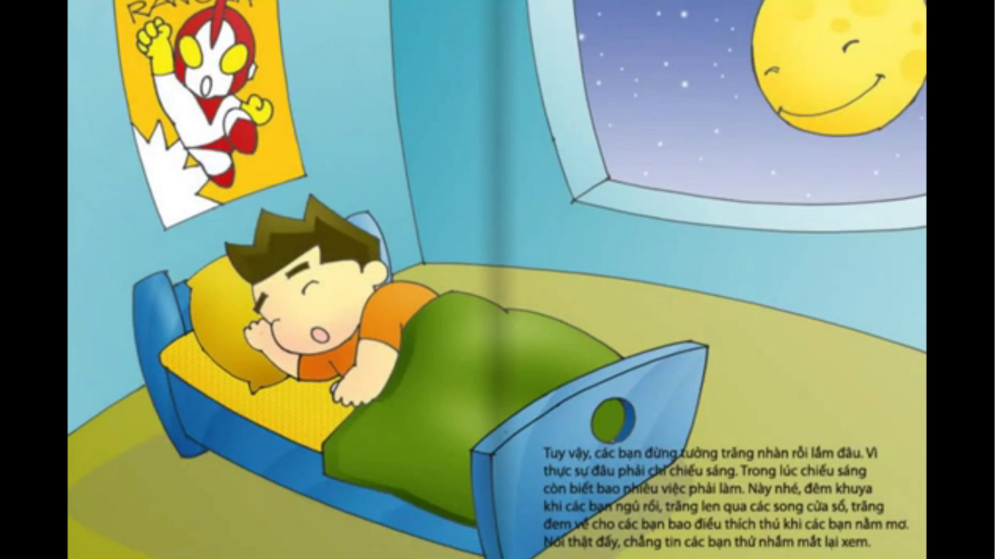 RANGER
Tuy vậy, các bạn đừng tưởng trăng nhàn rỗi lắm đâu. Vì
thực sự đâu phải chỉ chiếu sáng. Trong lúc chiếu sáng
còn biết bao nhiêu việc phải làm. Này nhé, đêm khuya
khi các bạn ngủ rồi, trăng len qua các song cửa sổ, trăng
đem về cho các bạn bao điều thích thú khi các bạn nằm mơ.
Nói thật đấy, chẳng tin các bạn thử nhắm mắt lại xem.